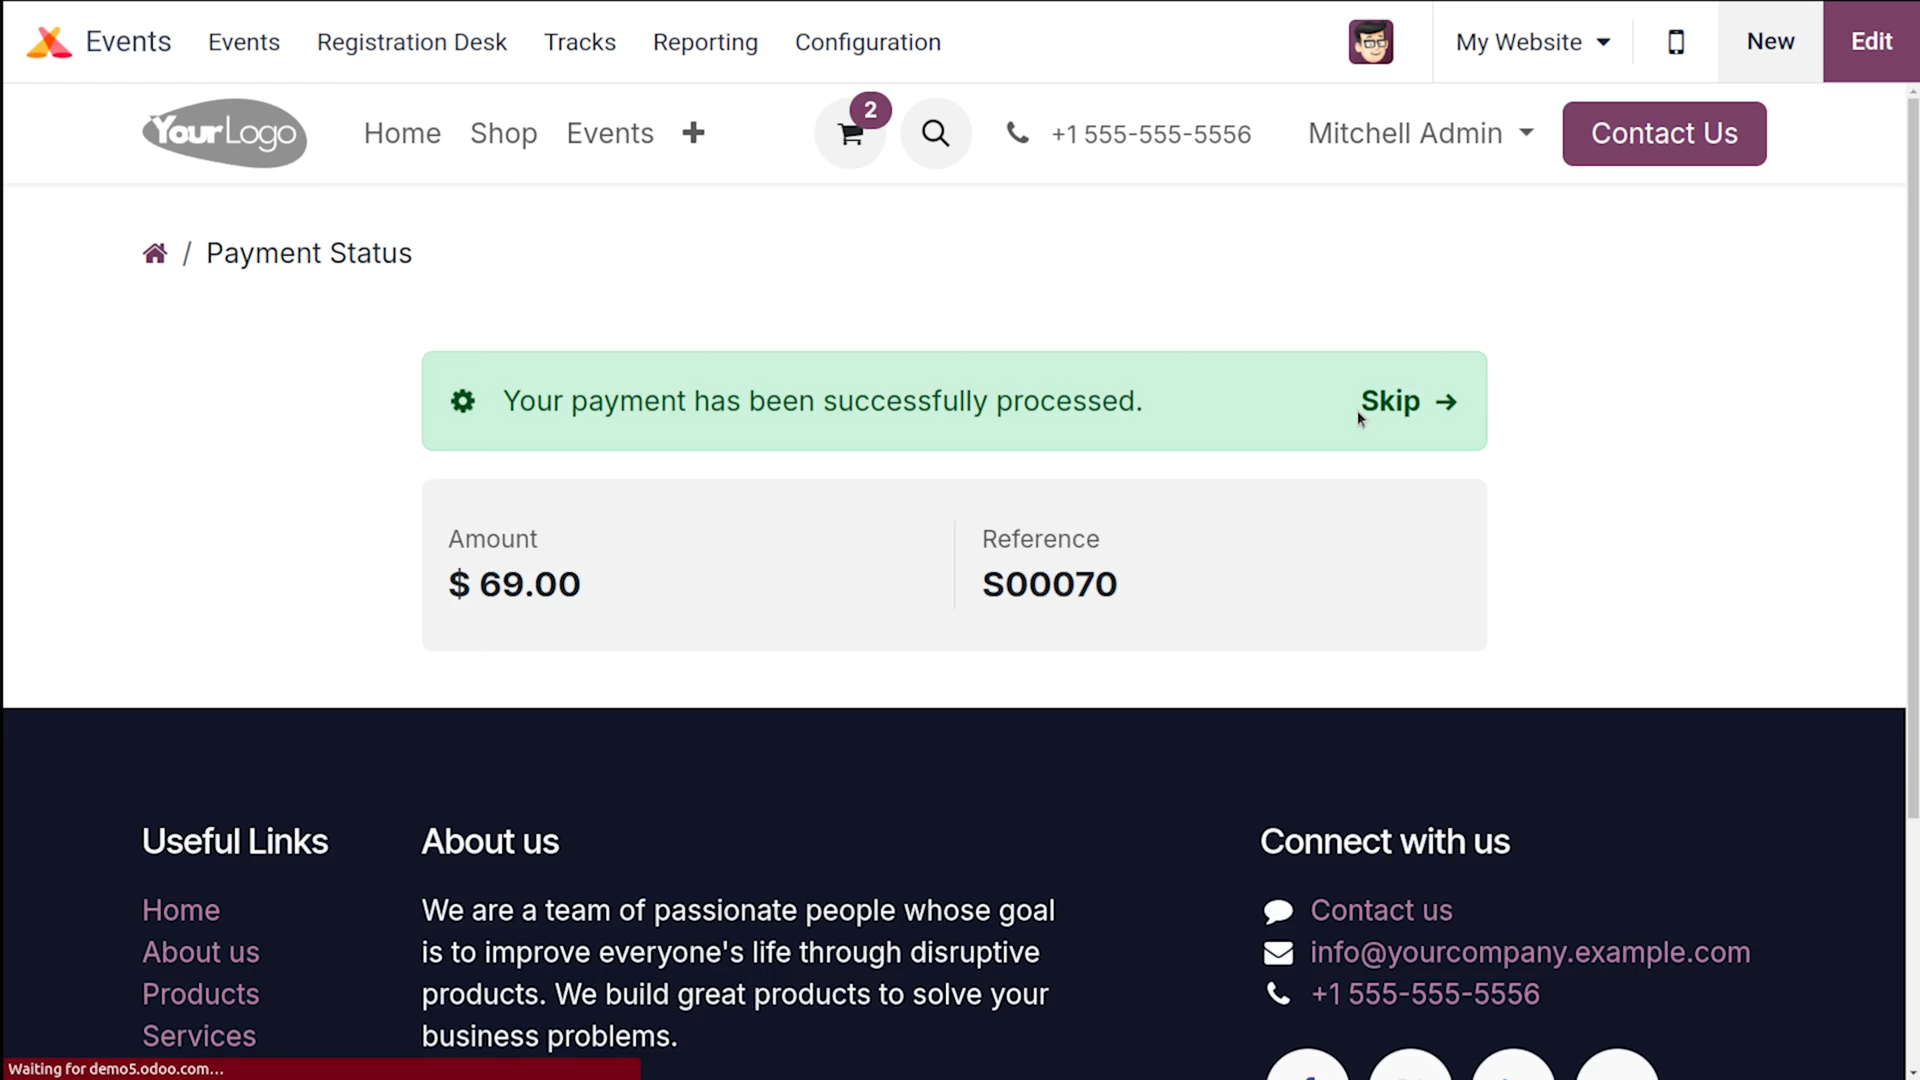 Events Events Registration Desk Tracks Reporting Configuration My Website New Edit
YourLogo Home Shop Events 2 +1 555-555-5556 Mitchell Admin Contact Us
/ Payment Status
Your payment has been successfully processed. Skip
Amount
$ 69.00
Reference
S00070
Useful Links
Home
About us
Products
Services
About us
We are a team of passionate people whose goal
is to improve everyone's life through disruptive
products. We build great products to solve your
business problems.
Connect with us
Contact us
info@yourcompany.example.com
+1 555-555-5556
Waiting for demo5.odoo.com...